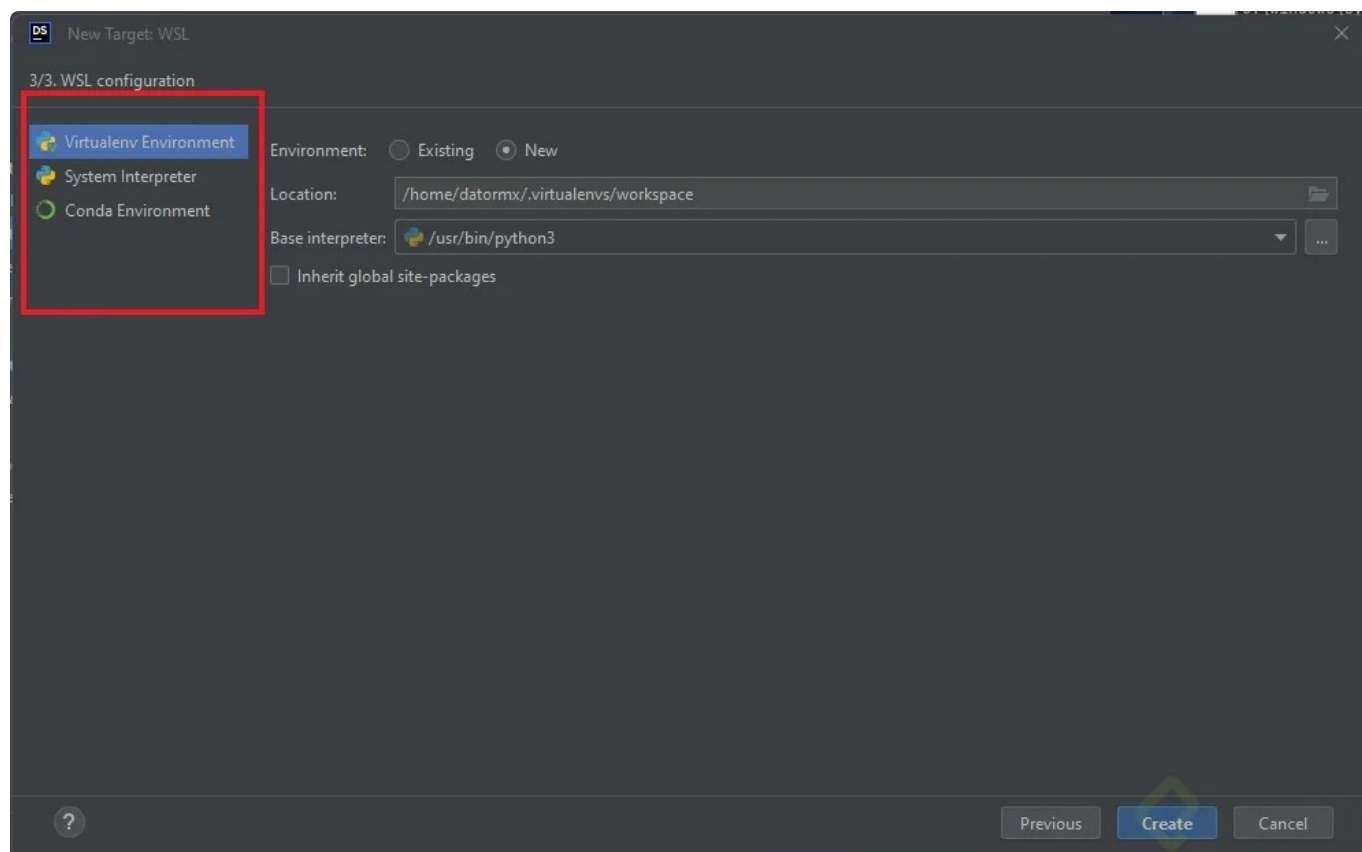 DS New Target: WSL
3/3. WSL configuration
Virtualenv Environment
System Interpreter
Conda Environment
Environment: Existing New
Location: /home/datormx/.virtualenvs/workspace
Base interpreter: /usr/bin/python3 ...
Inherit global site-packages
? Previous Create Cancel